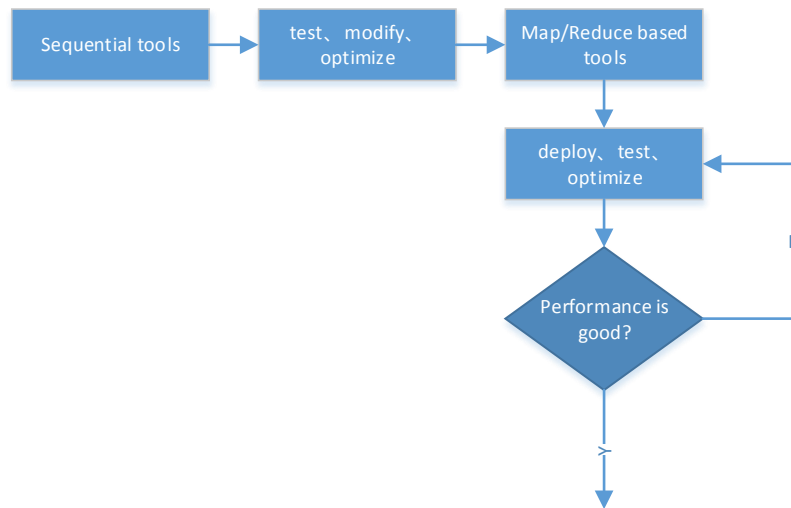 Sequential tools
test、modify、
optimize
Map/Reduce based
tools
deploy、test、
optimize
Performance is
good?
Y